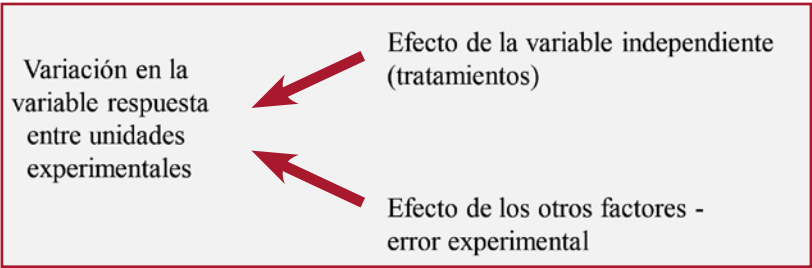 Variación en la
variable respuesta
entre unidades
experimentales
Efecto de la variable independiente
(tratamientos)
Efecto de los otros factores -
error experimental